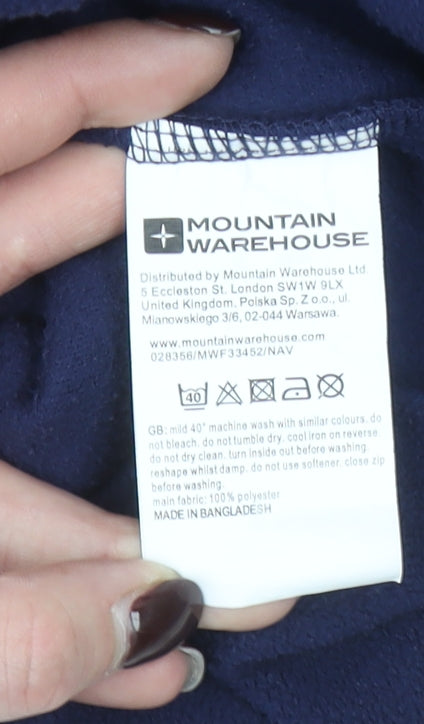 MOUNTAIN
WAREHOUSE
Distributed by Mountain Warehouse Ltd.
5 Eccleston St. London SW1W 9LX
United Kingdom. Polska Sp. Z o.o., ul.
Mianowskiego 3/6, 02-044 Warsawa.
www.mountainwarehouse.com
028356/MWF33452/NAV
40
GB: mild 40° machine wash with similar colours. do
not bleach. do not tumble dry. cool iron on reverse.
do not dry clean. turn inside out before washing.
reshape whilst damp. do not use softener. close zip
before washing.
main fabric: 100% polyester
MADE IN BANGLADESH